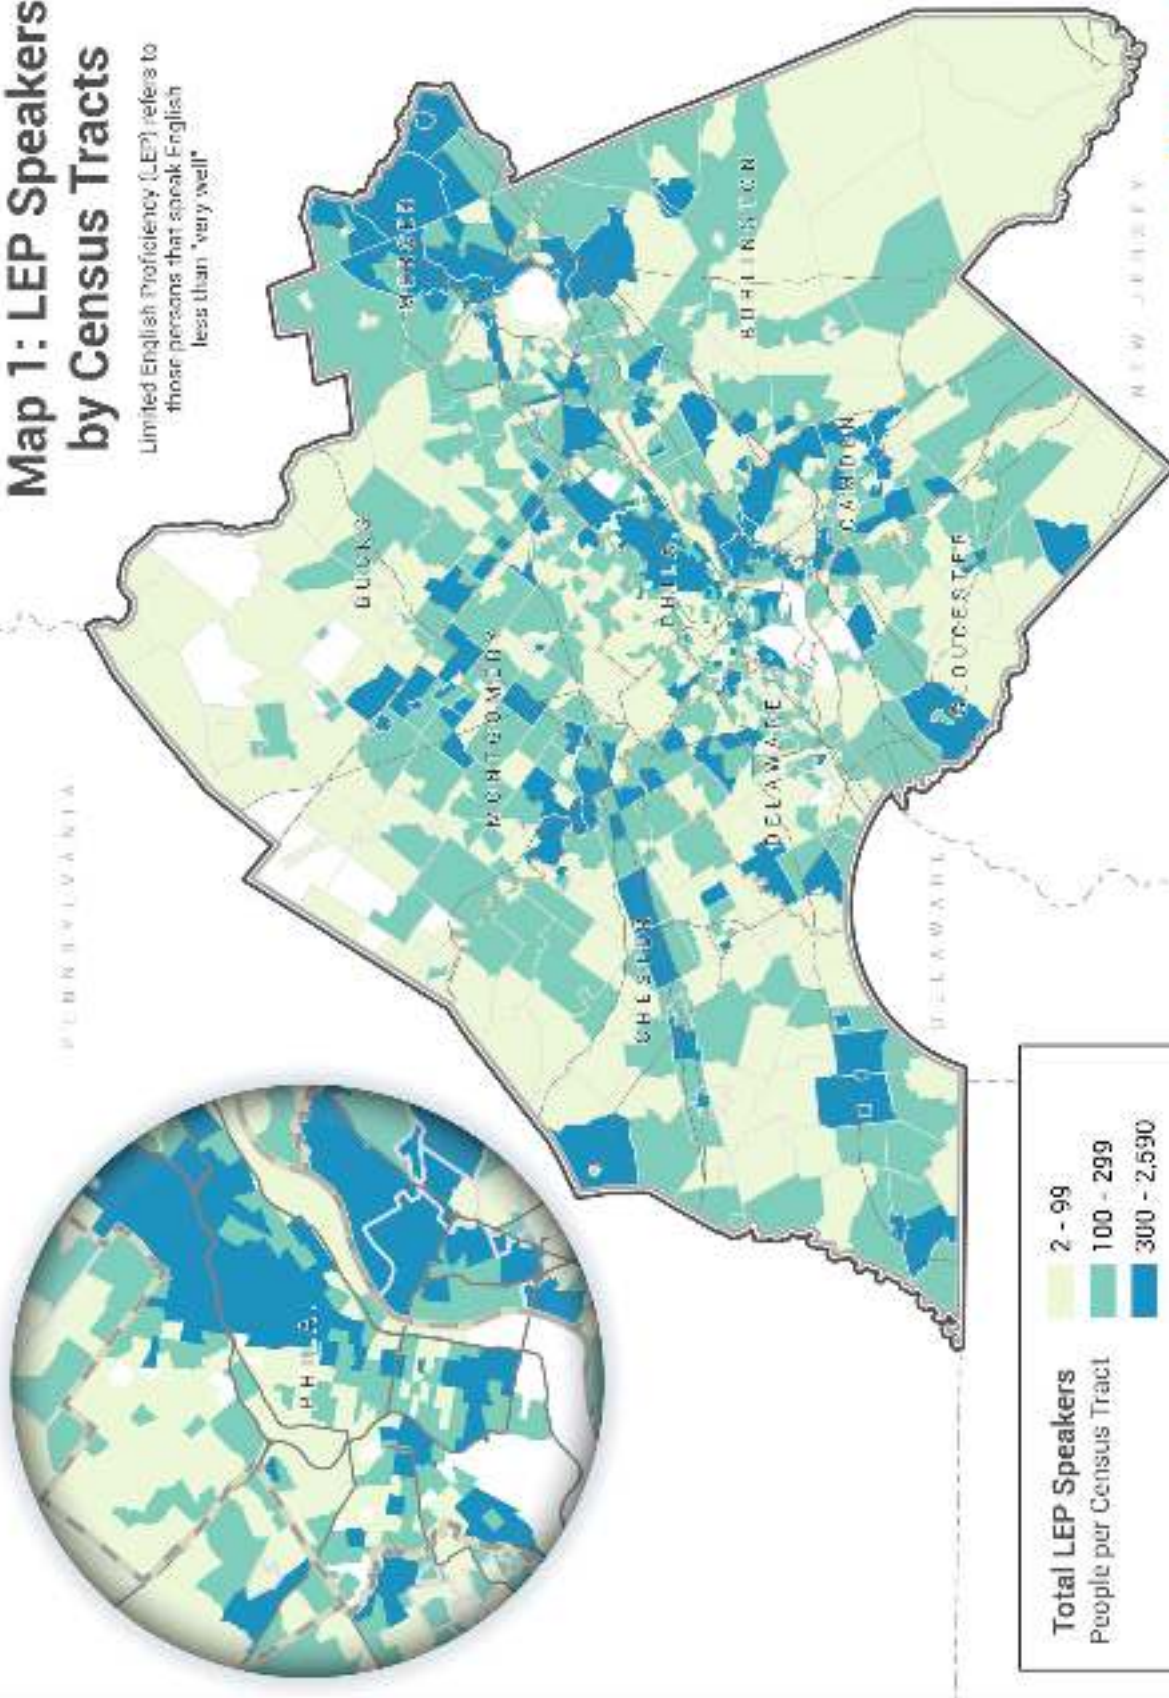 Map 1: LEP Speakers
by Census Tracts
Limited English Proficiency (LEP) refers to
those persons that speak English
less than "very well"
PENNSYLVANIA
BUCKS
MERCER
MONTGOMERY
CHESTER
PHILA.
DELAWARE
BURLINGTON
CAMDEN
GLOUCESTER
NEW JERSEY
DELAWARE
PHILA.
Total LEP Speakers
People per Census Tract
2 - 99
100 - 299
300 - 2,590